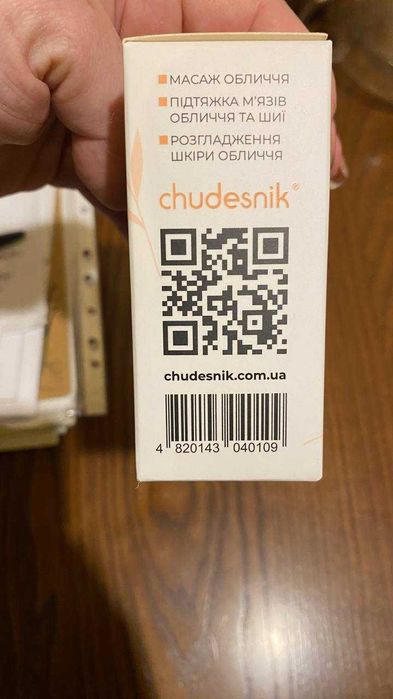 МАСАЖ ОБЛИЧЧЯ
ПІДТЯЖКА М'ЯЗІВ
ОБЛИЧЧЯ ТА ШИЇ
РОЗГЛАДЖЕННЯ
ШКІРИ ОБЛИЧЧЯ
chudesnik®
chudesnik.com.ua
4 820143 040109